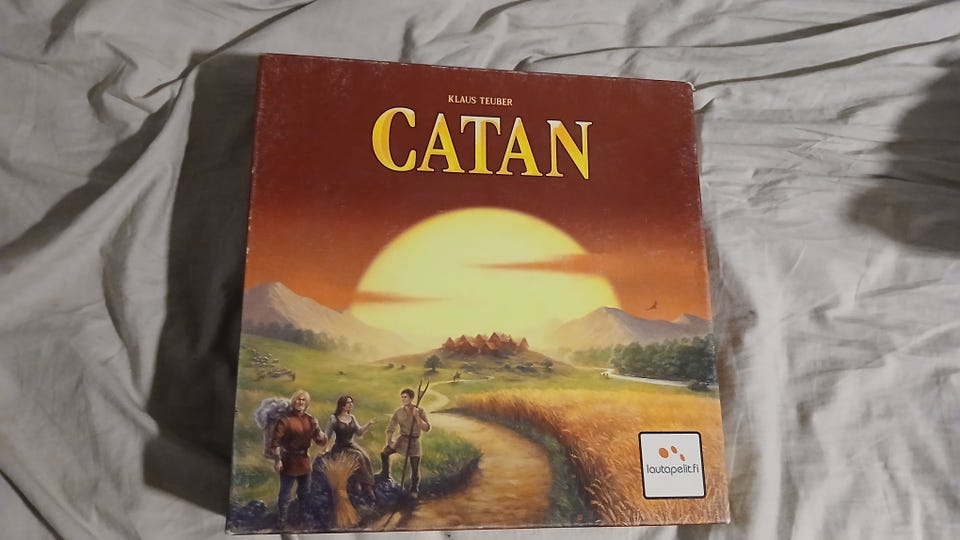 KLAUS TEUBER
CATAN
lautapelit.fi